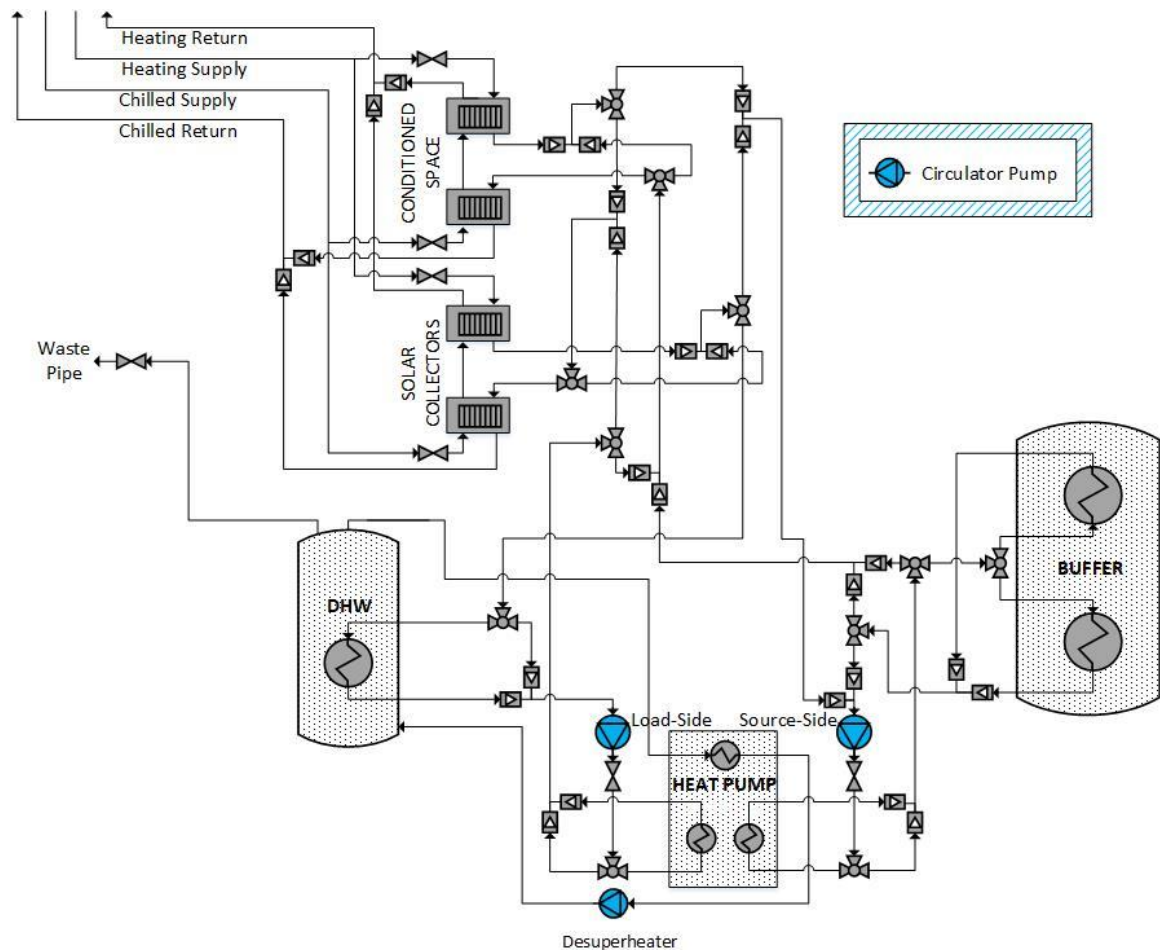 Heating Return
Heating Supply
Chilled Supply
Chilled Return
CONDITIONED
SPACE
Circulator Pump
SOLAR
COLLECTORS
Waste
Pipe
DHW
BUFFER
Load-Side
Source-Side
HEAT PUMP
Desuperheater